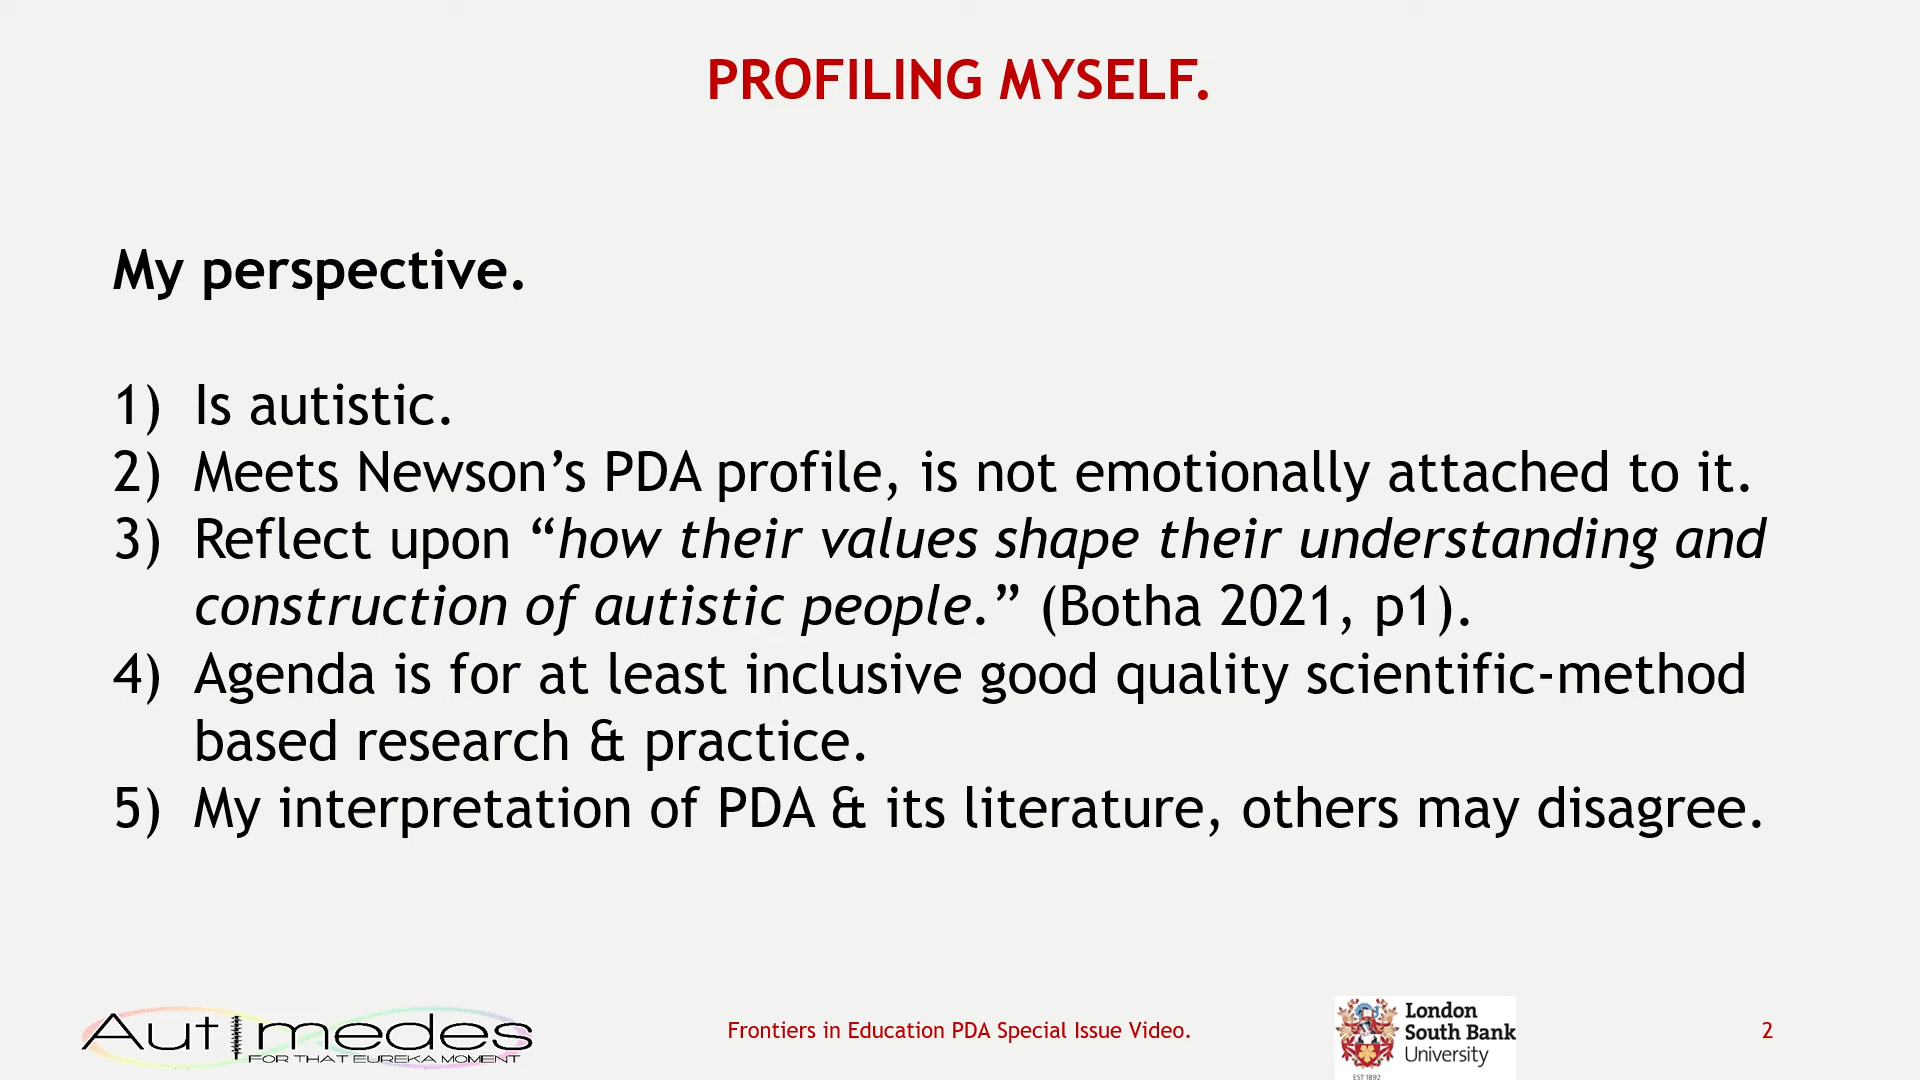 PROFILING MYSELF.
My perspective.
1) Is autistic.
2) Meets Newson’s PDA profile, is not emotionally attached to it.
3) Reflect upon “how their values shape their understanding and
construction of autistic people.” (Botha 2021, p1).
4) Agenda is for at least inclusive good quality scientific-method
based research & practice.
5) My interpretation of PDA & its literature, others may disagree.
Autimedes
FOR THAT EUREKA MOMENT
Frontiers in Education PDA Special Issue Video.
London
South Bank
University
EST 1892
2